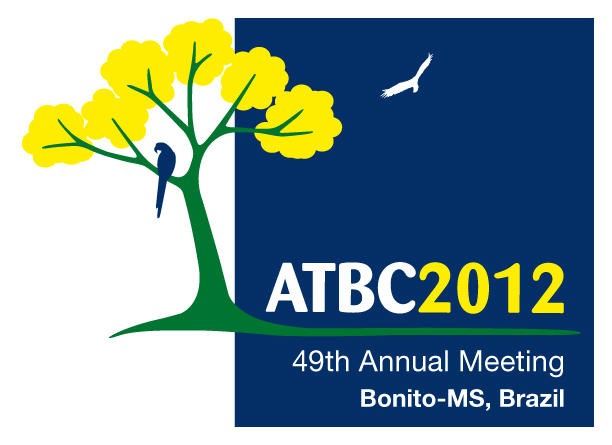 ATBC2012
49th Annual Meeting
Bonito-MS, Brazil